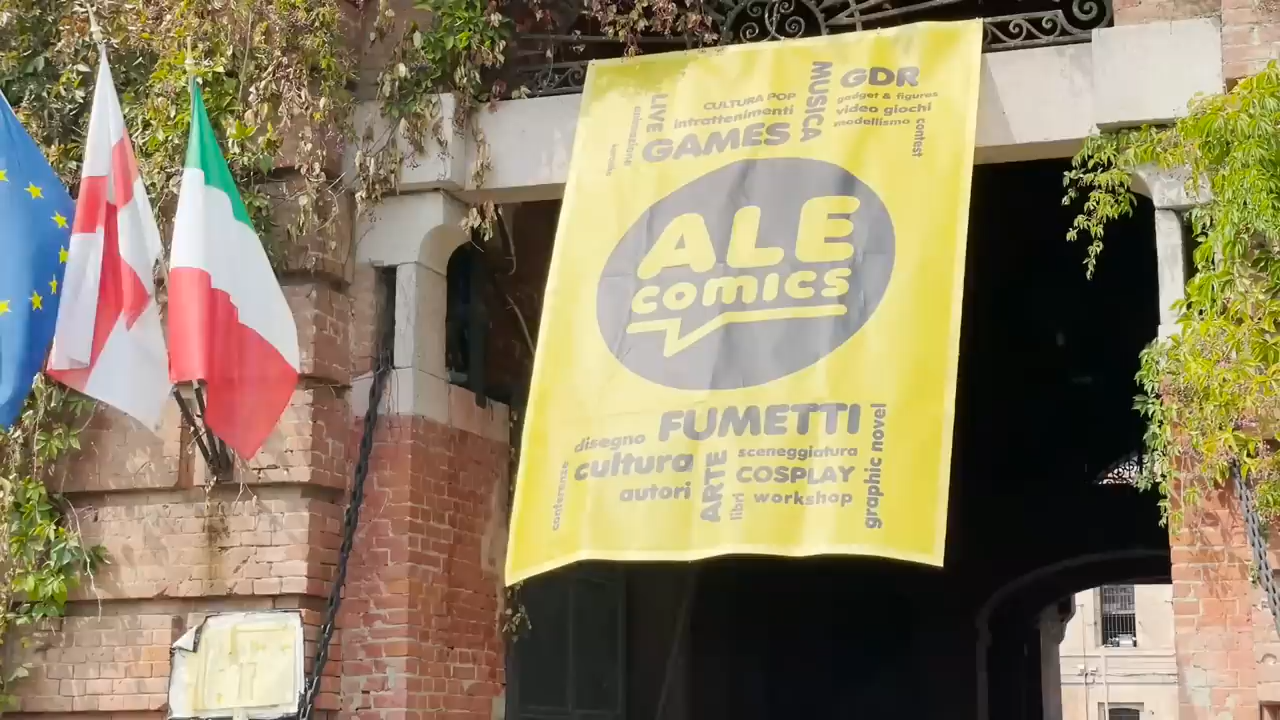 LIVE
animazione
CULTURA POP
infrattenimenti
GAMES
MUSICA
GDR
gadget & figures
video giochi
modellismo
contest
ALE
comics
disegno
FUMETTI
cultura
autori
conferenze
ARTE
libri
sceneggiatura
COSPLAY
workshop
graphic novel